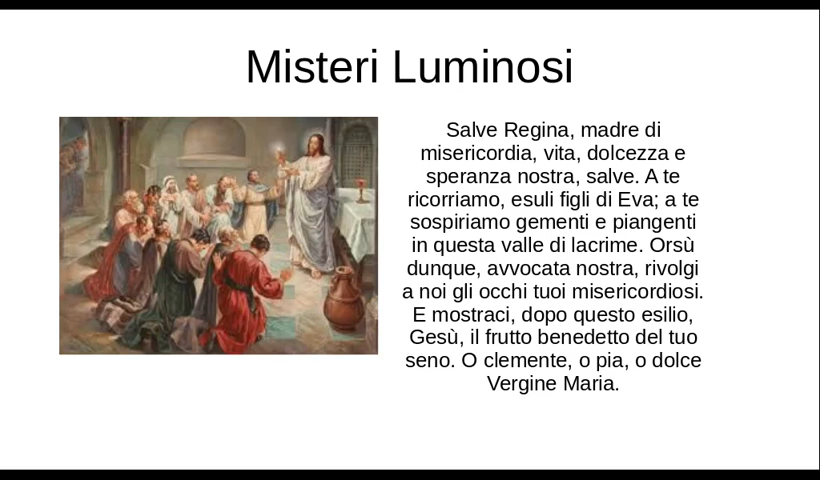 Misteri Luminosi
Salve Regina, madre di
misericordia, vita, dolcezza e
speranza nostra, salve. A te
ricorriamo, esuli figli di Eva; a te
sospiriamo gementi e piangenti
in questa valle di lacrime. Orsù
dunque, avvocata nostra, rivolgi
a noi gli occhi tuoi misericordiosi.
E mostraci, dopo questo esilio,
Gesù, il frutto benedetto del tuo
seno. O clemente, o pia, o dolce
Vergine Maria.